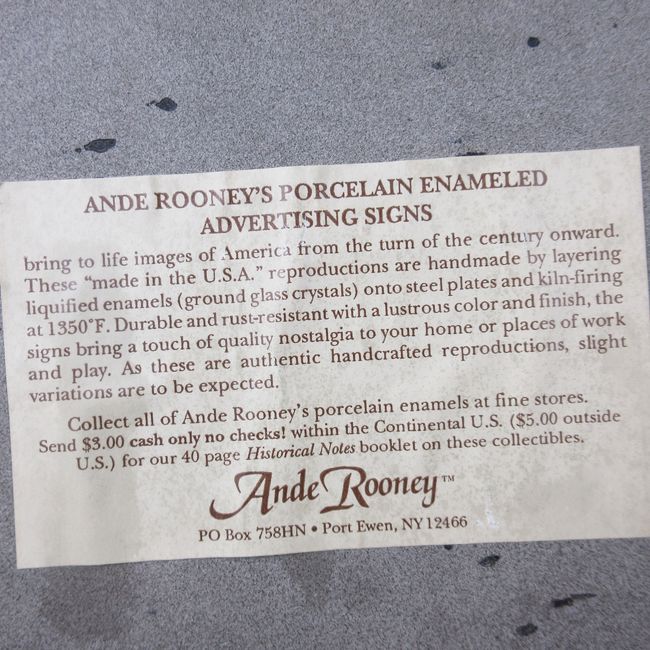 ANDE ROONEY'S PORCELAIN ENAMELED
ADVERTISING SIGNS
bring to life images of America from the turn of the century onward.
These "made in the U.S.A." reproductions are handmade by layering
liquified enamels (ground glass crystals) onto steel plates and kiln-firing
at 1350°F. Durable and rust-resistant with a lustrous color and finish, the
signs bring a touch of quality nostalgia to your home or places of work
and play. As these are authentic handcrafted reproductions, slight
variations are to be expected.
Collect all of Ande Rooney's porcelain enamels at fine stores.
Send $3.00 cash only no checks! within the Continental U.S. ($5.00 outside
U.S.) for our 40 page Historical Notes booklet on these collectibles.
Ande Rooney™
PO Box 758HN • Port Ewen, NY 12466